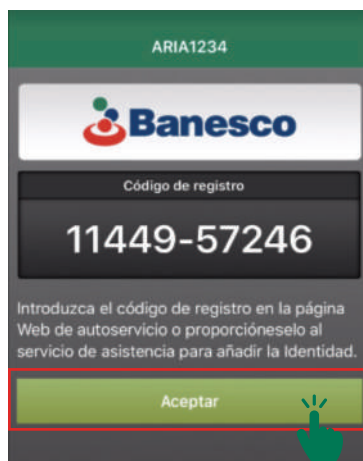 ARIA1234
Banesco
Código de registro
11449-57246
Introduzca el código de registro en la página
Web de autoservicio o proporcióneselo al
servicio de asistencia para añadir la Identidad.
Aceptar